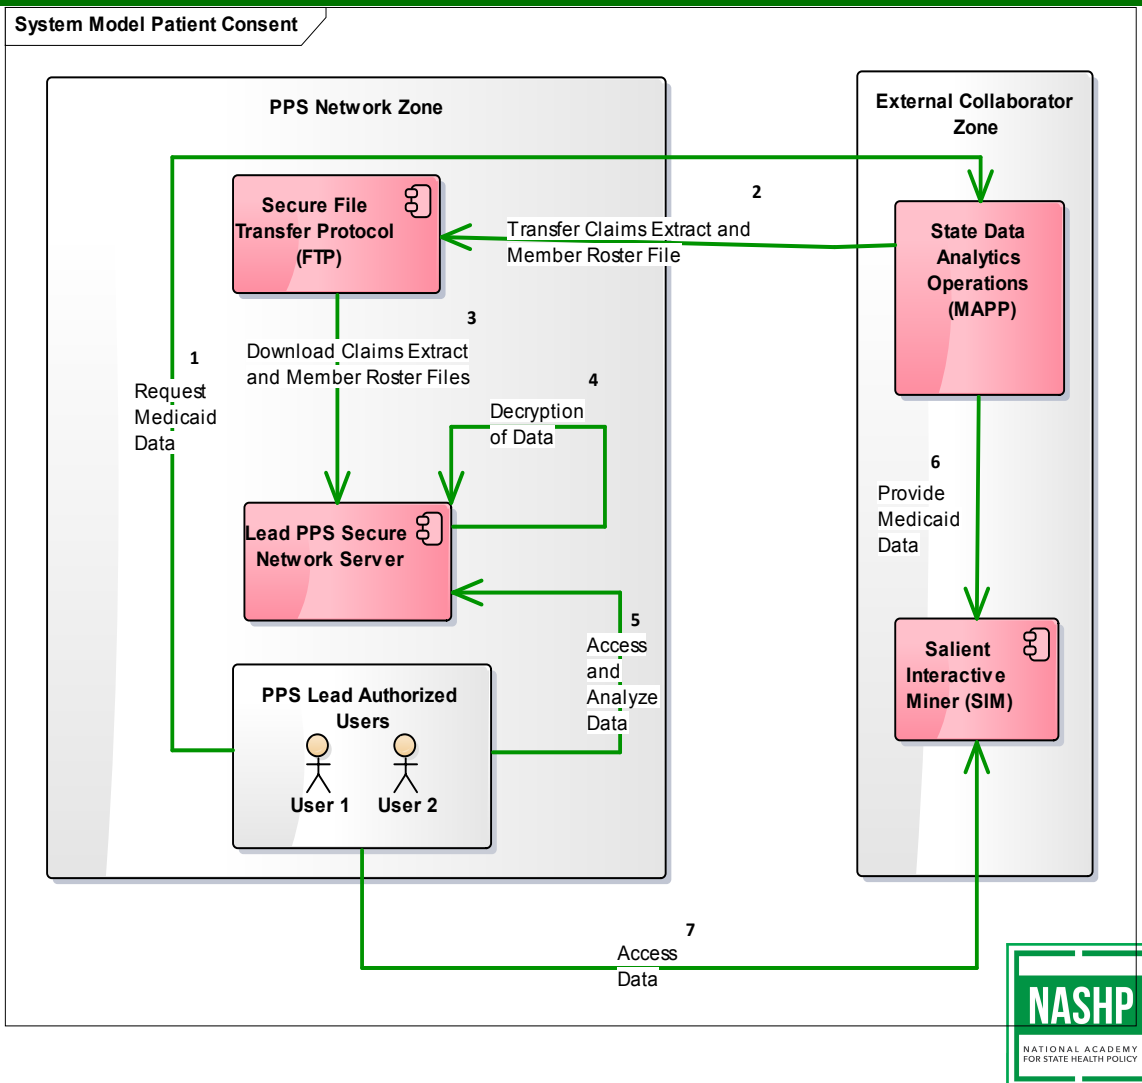 System Model Patient Consent
PPS Network Zone
External Collaborator
Zone
Secure File
Transfer Protocol
(FTP)
2
Transfer Claims Extract and
Member Roster File
State Data
Analytics
Operations
(MAPP)
3
Download Claims Extract
and Member Roster Files
1
Request
Medicaid
Data
4
Decryption
of Data
6
Provide
Medicaid
Data
Lead PPS Secure
Network Server
5
Access
and
Analyze
Data
Salient
Interactive
Miner (SIM)
PPS Lead Authorized
Users
User 1
User 2
7
Access
Data
NASHP
NATIONAL ACADEMY
FOR STATE HEALTH POLICY